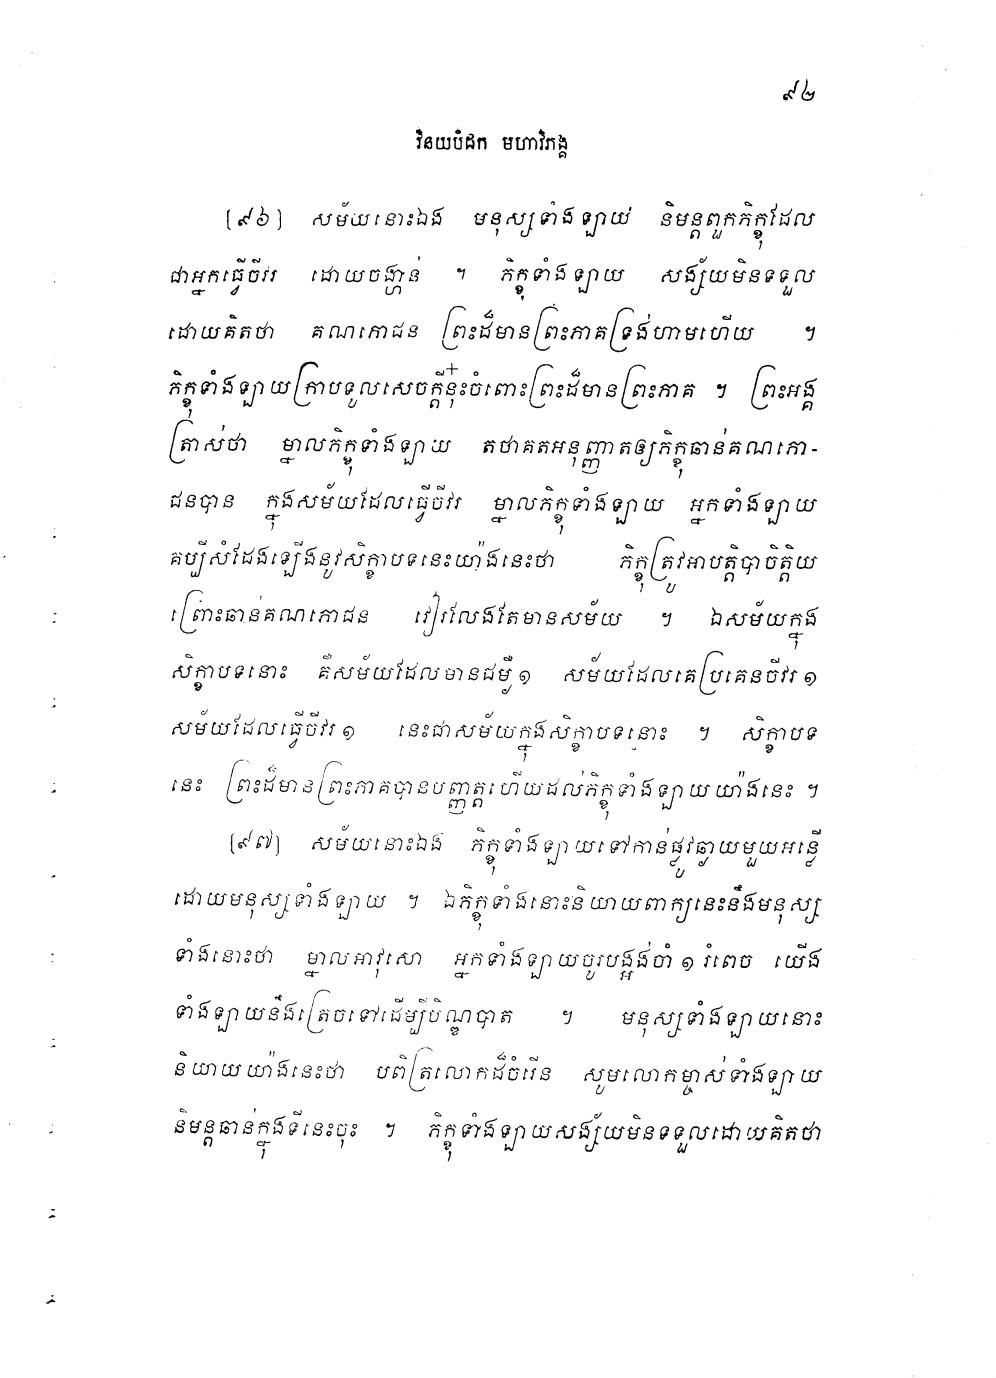 ៩២
វិនយបិដក មហាវិភង្គ
[៩៦] សម័យនោះឯង មនុស្សទាំងឡាយ និមន្តពួកភិក្ខុដែល
ជាអ្នកធ្វើចីវរ ដោយចង្ហាន់ ។ ភិក្ខុទាំងឡាយ សង្ស័យមិនទទួល
ដោយគិតថា គណភោជន ព្រះដ៏មានព្រះភាគទ្រង់ហាមហើយ ។
ភិក្ខុទាំងឡាយក្រាបទូលសេចក្តីនុ៎ះចំពោះព្រះដ៏មានព្រះភាគ ។ ព្រះអង្គ
ត្រាស់ថា ម្នាលភិក្ខុទាំងឡាយ តថាគតអនុញ្ញាតឲ្យភិក្ខុឆាន់គណភោ-
ជនបាន ក្នុងសម័យដែលធ្វើចីវរ ម្នាលភិក្ខុទាំងឡាយ អ្នកទាំងឡាយ
គប្បីសំដែងឡើងនូវសិក្ខាបទនេះយ៉ាងនេះថា ភិក្ខុត្រូវអាបត្តិបាចិត្តិយ
ព្រោះឆាន់គណភោជន វៀរលែងតែមានសម័យ ។ ឯសម័យក្នុង
សិក្ខាបទនោះ គឺសម័យដែលមានជម្ងឺ១ សម័យដែលគេប្រគេនចីវរ១
សម័យដែលធ្វើចីវរ១ នេះជាសម័យក្នុងសិក្ខាបទនោះ ។ សិក្ខាបទ
នេះ ព្រះដ៏មានព្រះភាគបានបញ្ញត្តហើយដល់ភិក្ខុទាំងឡាយយ៉ាងនេះ ។
[៩៧] សម័យនោះឯង ភិក្ខុទាំងឡាយទៅកាន់ផ្លូវឆ្ងាយមួយអន្លើ
ដោយមនុស្សទាំងឡាយ ។ ឯភិក្ខុទាំងនោះនិយាយពាក្យនេះនឹងមនុស្ស
ទាំងនោះថា ម្នាលអាវុសោ អ្នកទាំងឡាយចូរបង្អង់ចាំ ១ រំពេច យើង
ទាំងឡាយនឹងត្រេចទៅដើម្បីបិណ្ឌបាត ។ មនុស្សទាំងឡាយនោះ
និយាយយ៉ាងនេះថា បពិត្រលោកដ៏ចំរើន សូមលោកម្ចាស់ទាំងឡាយ
និមន្តឆាន់ក្នុងទីនេះចុះ ។ ភិក្ខុទាំងឡាយសង្ស័យមិនទទួលដោយគិតថា